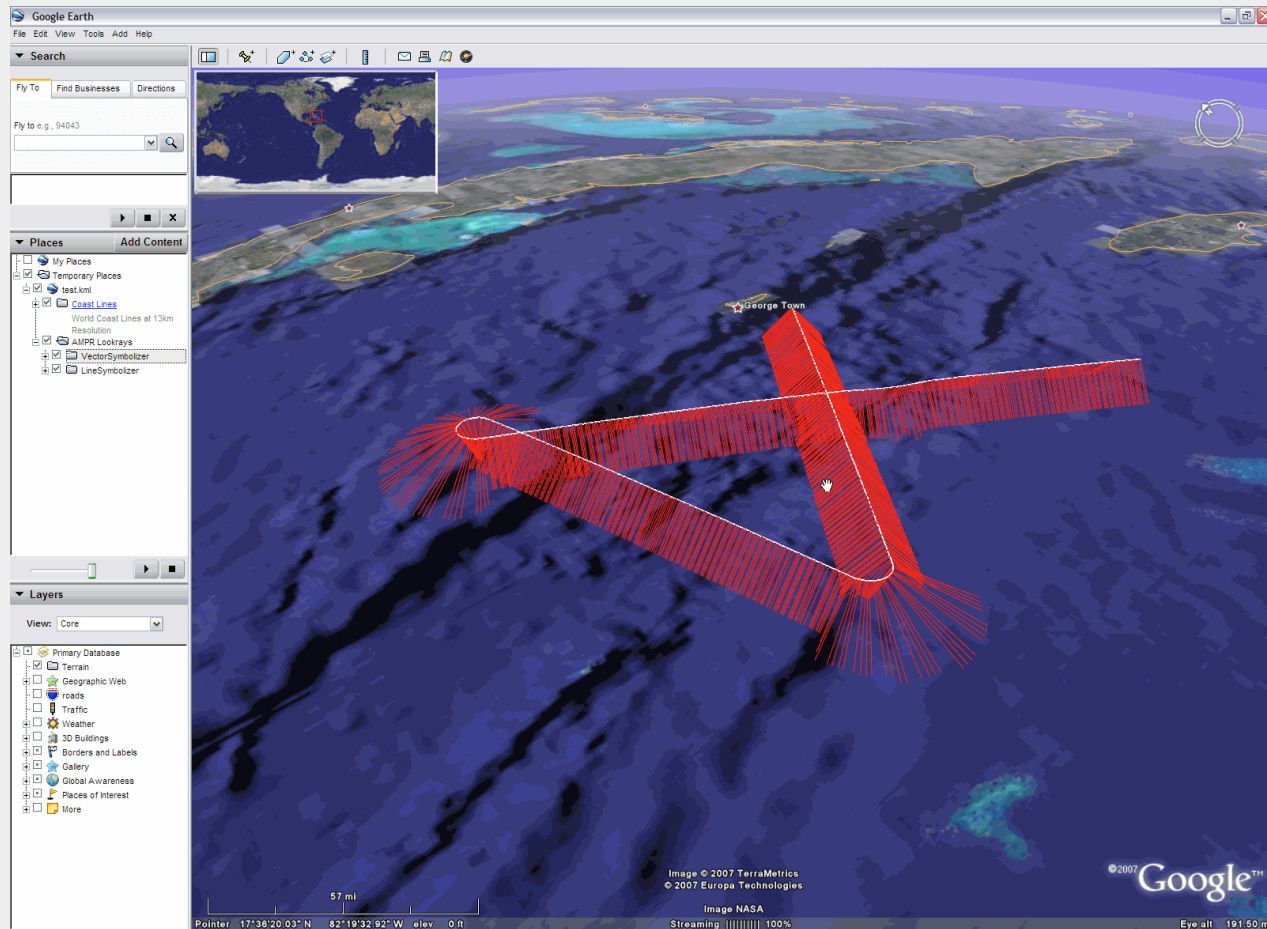 Google Earth
File Edit View Tools Add Help
Search
Fly To Find Businesses Directions
Fly to e.g., 94043
Places Add Content
My Places
Temporary Places
test.kml
Coast Lines
World Coast Lines at 13km
Resolution
AMPR Lookrays
VectorSymbolizer
LineSymbolizer
Layers
View: Core
Primary Database
Terrain
Geographic Web
roads
Traffic
Weather
3D Buildings
Borders and Labels
Gallery
Global Awareness
Places of Interest
More
George Town
Image © 2007 TerraMetrics
© 2007 Europa Technologies
Image NASA
©2007 Google™
57 mi
Pointer 17°36'20.03" N 82°19'32.92" W elev 0 ft Streaming ||||||||| 100% Eye alt 191.50 m